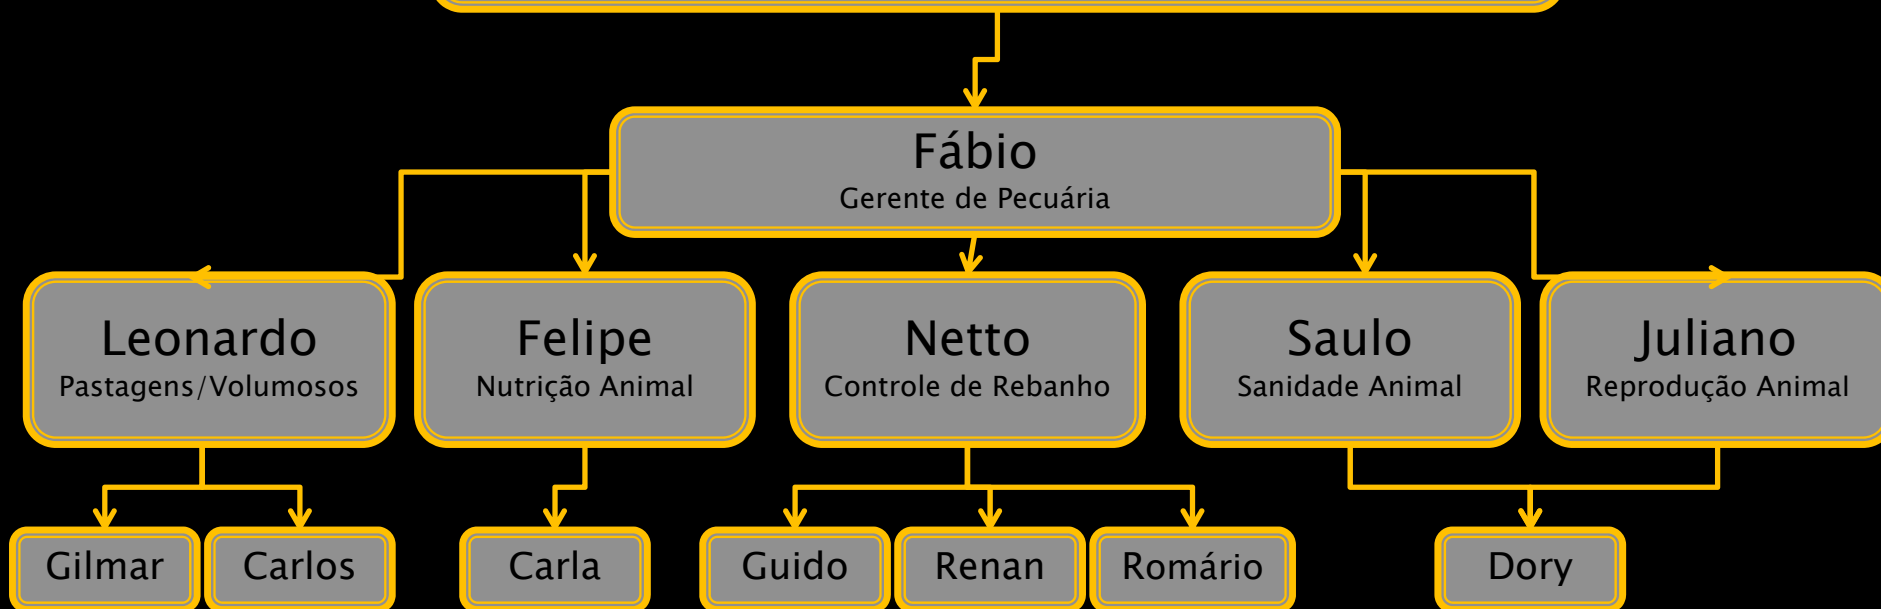 Fábio
Gerente de Pecuária
Leonardo
Pastagens/Volumosos
Felipe
Nutrição Animal
Netto
Controle de Rebanho
Saulo
Sanidade Animal
Juliano
Reprodução Animal
Gilmar
Carlos
Carla
Guido
Renan
Romário
Dory